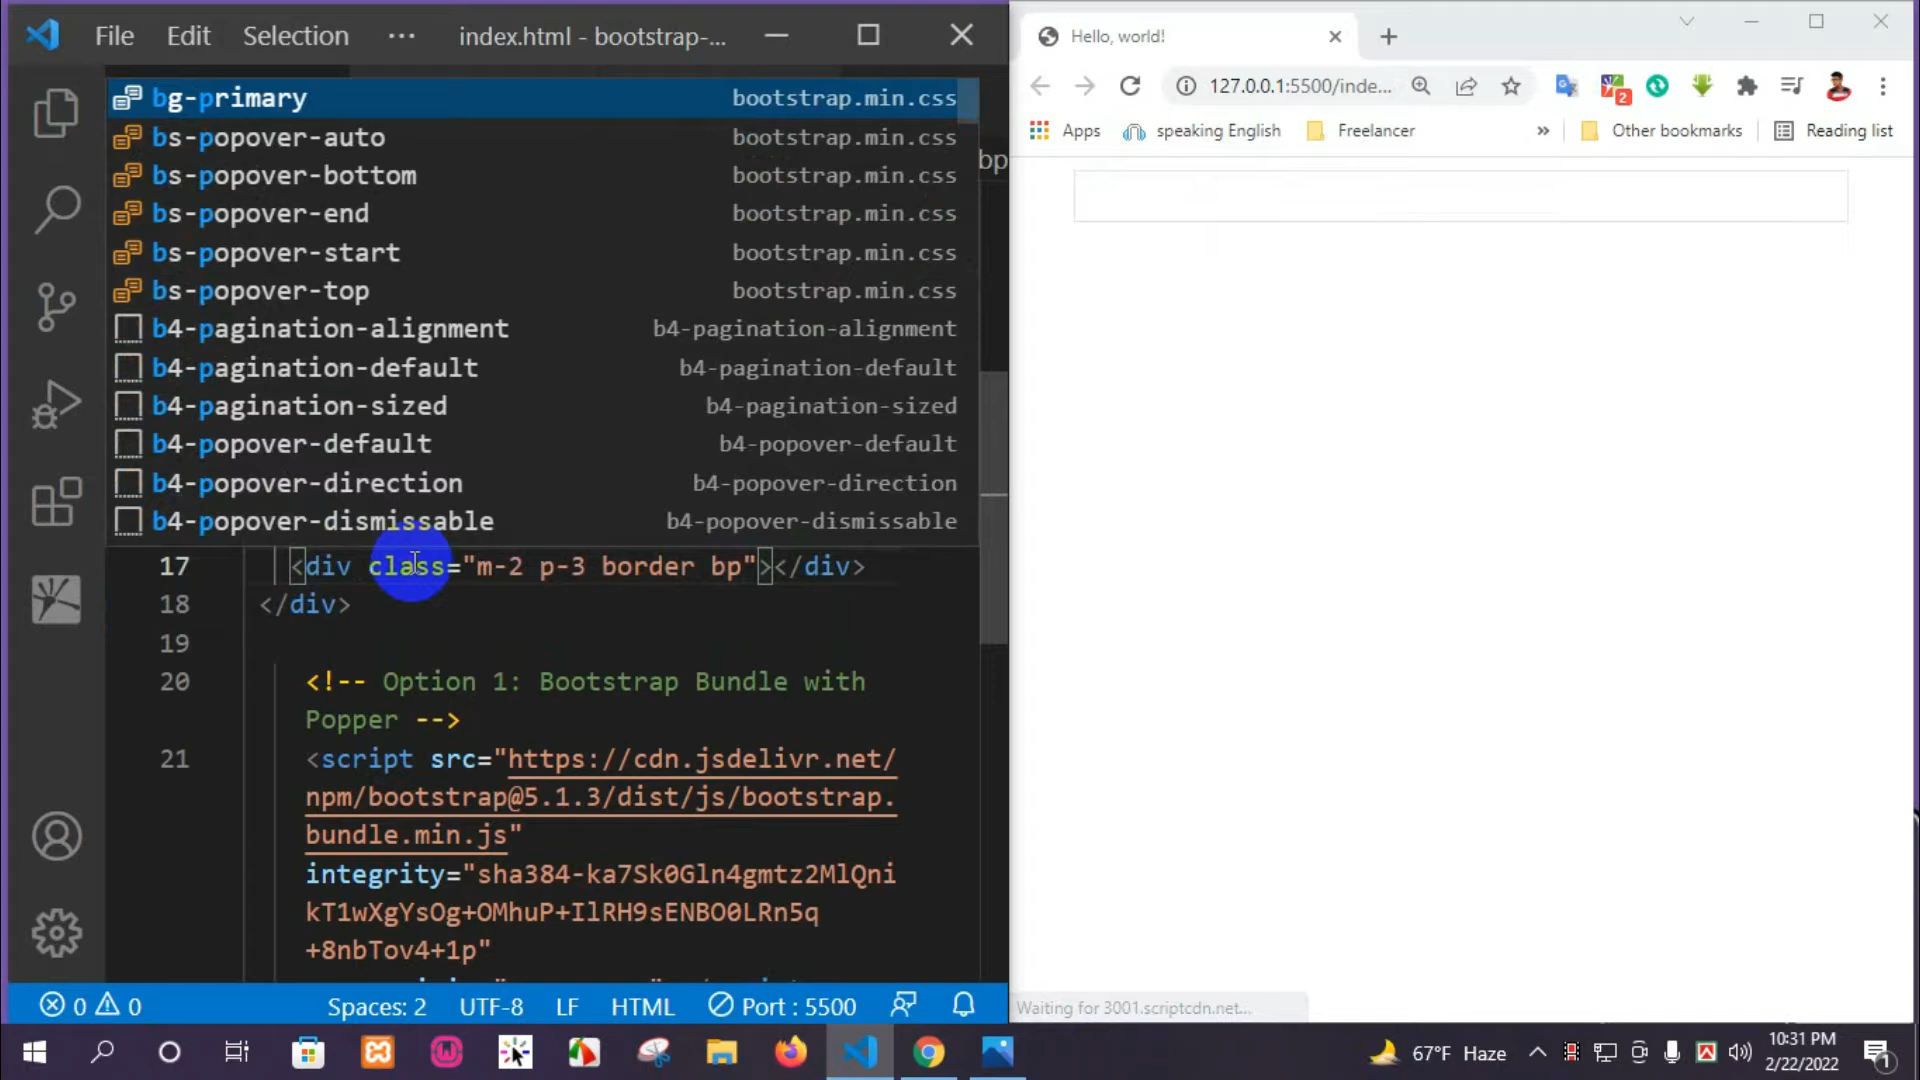 File Edit Selection ··· index.html - bootstrap-...
bg-primary bootstrap.min.css
bs-popover-auto bootstrap.min.css
bs-popover-bottom bootstrap.min.css
bs-popover-end bootstrap.min.css
bs-popover-start bootstrap.min.css
bs-popover-top bootstrap.min.css
b4-pagination-alignment b4-pagination-alignment
b4-pagination-default b4-pagination-default
b4-pagination-sized b4-pagination-sized
b4-popover-default b4-popover-default
b4-popover-direction b4-popover-direction
b4-popover-dismissable b4-popover-dismissable
bp
17 <div class="m-2 p-3 border bp"></div>
18 </div>
19
20 <!-- Option 1: Bootstrap Bundle with
Popper -->
21 <script src="https://cdn.jsdelivr.net/
npm/bootstrap@5.1.3/dist/js/bootstrap.
bundle.min.js"
integrity="sha384-ka7Sk0Gln4gmtz2MlQni
kT1wXgYsOg+OMhuP+IlRH9sENBO0LRn5q
+8nbTov4+1p"
0 0 Spaces: 2 UTF-8 LF HTML Port : 5500
Hello, world!
127.0.0.1:5500/inde...
2
Apps speaking English Freelancer » Other bookmarks Reading list
Waiting for 3001.scriptcdn.net...
67°F Haze
10:31 PM
2/22/2022
1